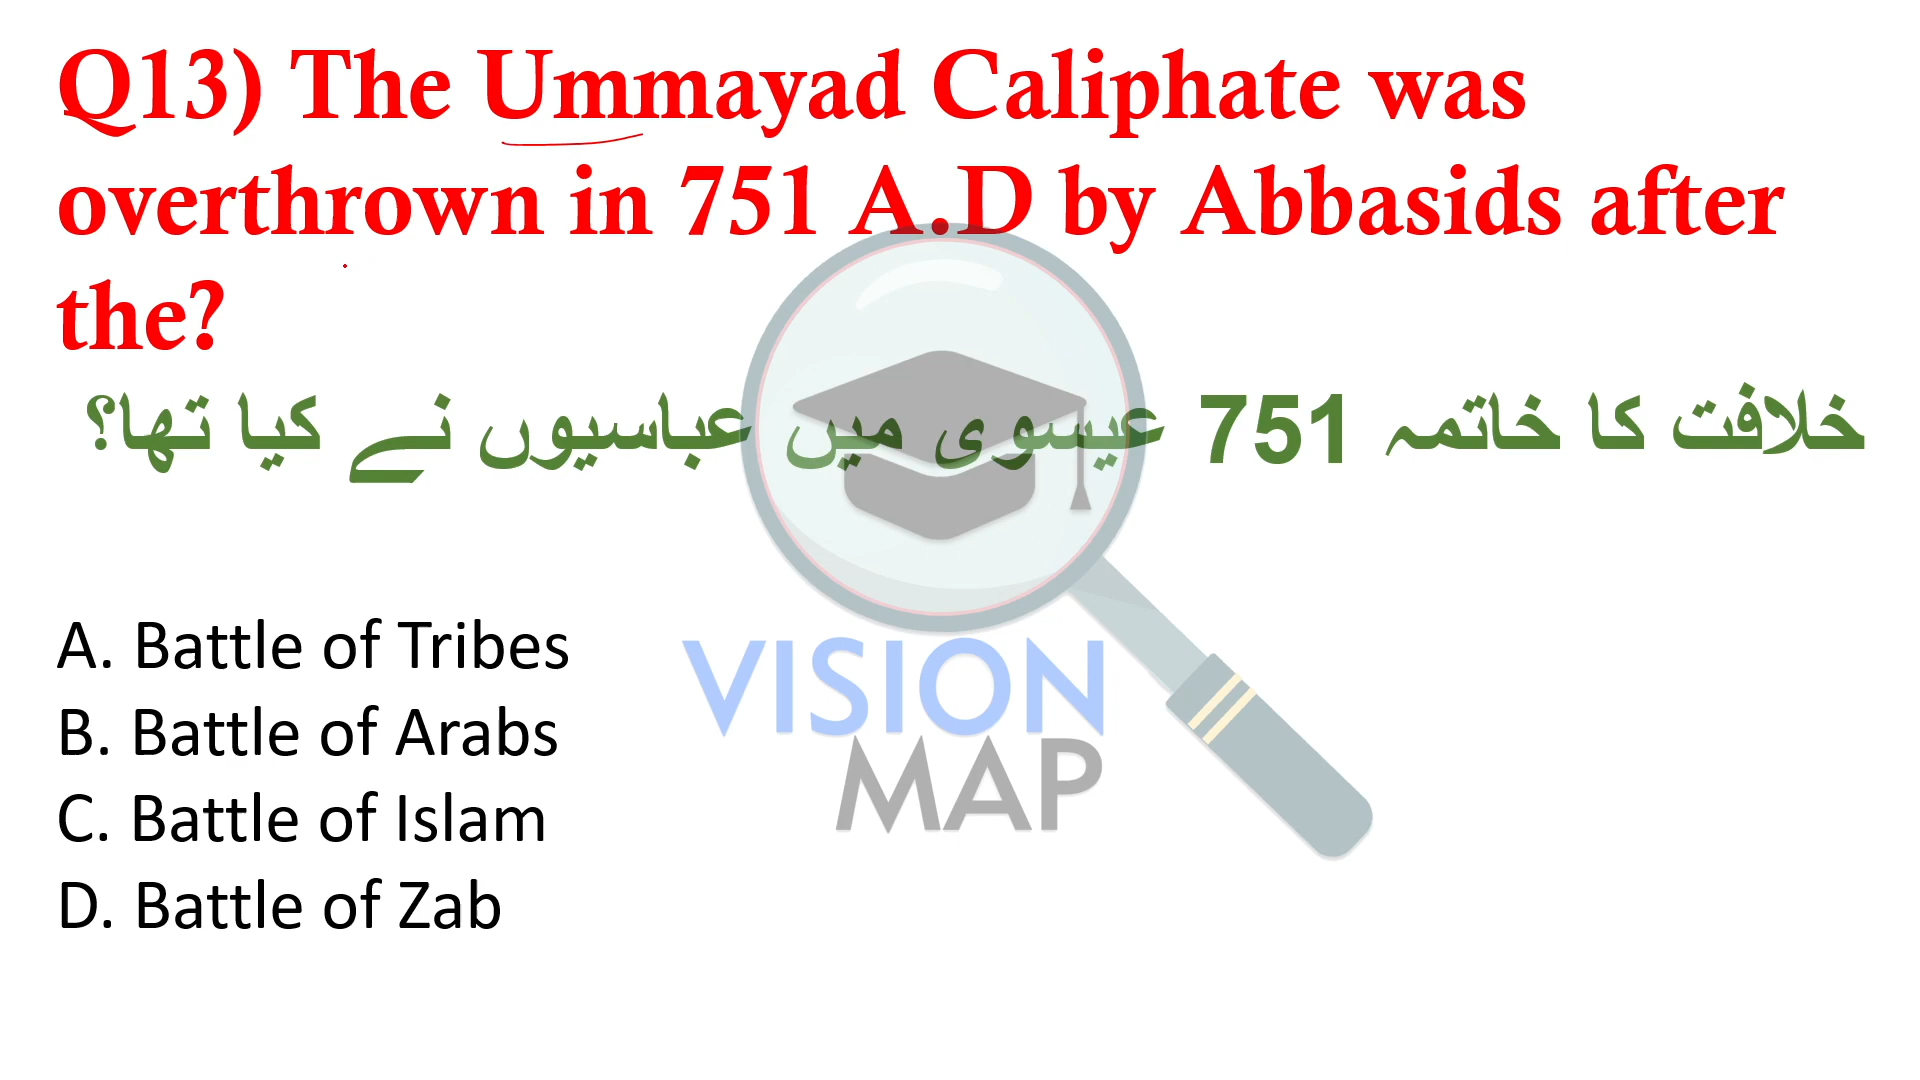 Q13) The Ummayad Caliphate was
overthrown in 751 A.D by Abbasids after
the?
خلافت کا خاتمہ 751 عیسوی میں عباسیوں نے کیا تھا؟
A. Battle of Tribes
B. Battle of Arabs
C. Battle of Islam
D. Battle of Zab
VISION
MAP